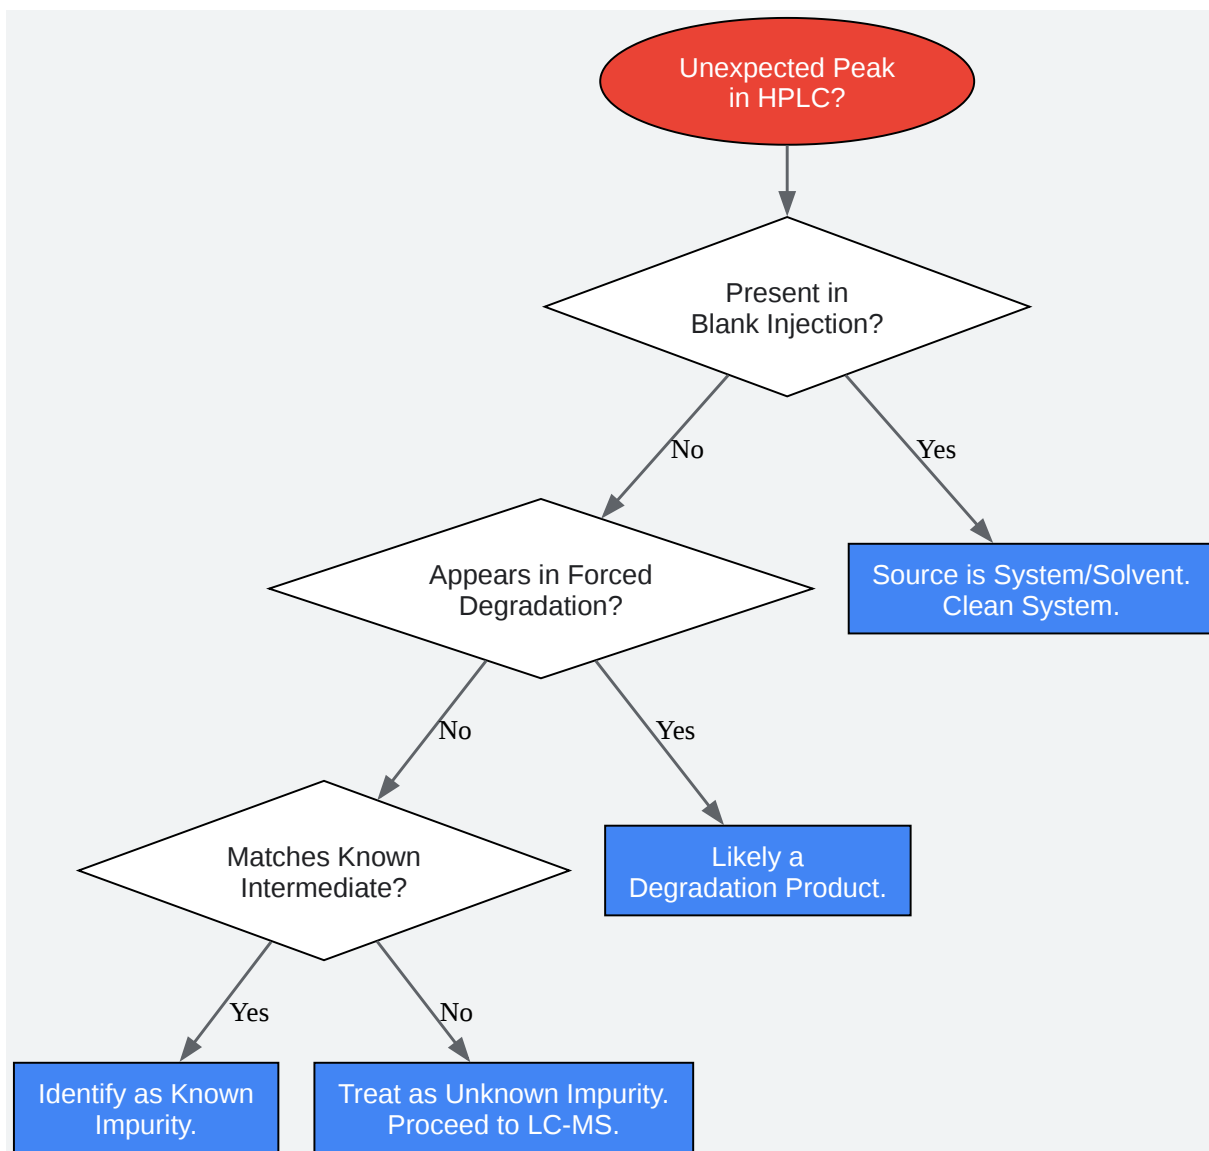 Unexpected Peak
in HPLC?
Present in
Blank Injection?
No
Yes
Appears in Forced
Degradation?
Source is System/Solvent.
Clean System.
No
Yes
Matches Known
Intermediate?
Likely a
Degradation Product.
Yes
No
Identify as Known
Impurity.
Treat as Unknown Impurity.
Proceed to LC-MS.